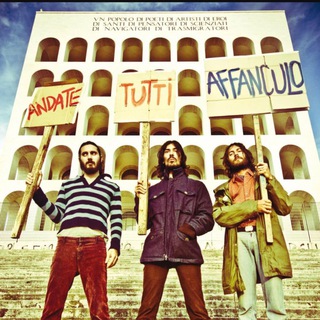 VN POPOLO DI POETI DI ARTISTI DI EROI
DI SANTI DI PENSATORI DI SCIENZIATI
DI NAVIGATORI DI TRASMIGRATORI
ANDATE
TUTTI
AFFANCULO